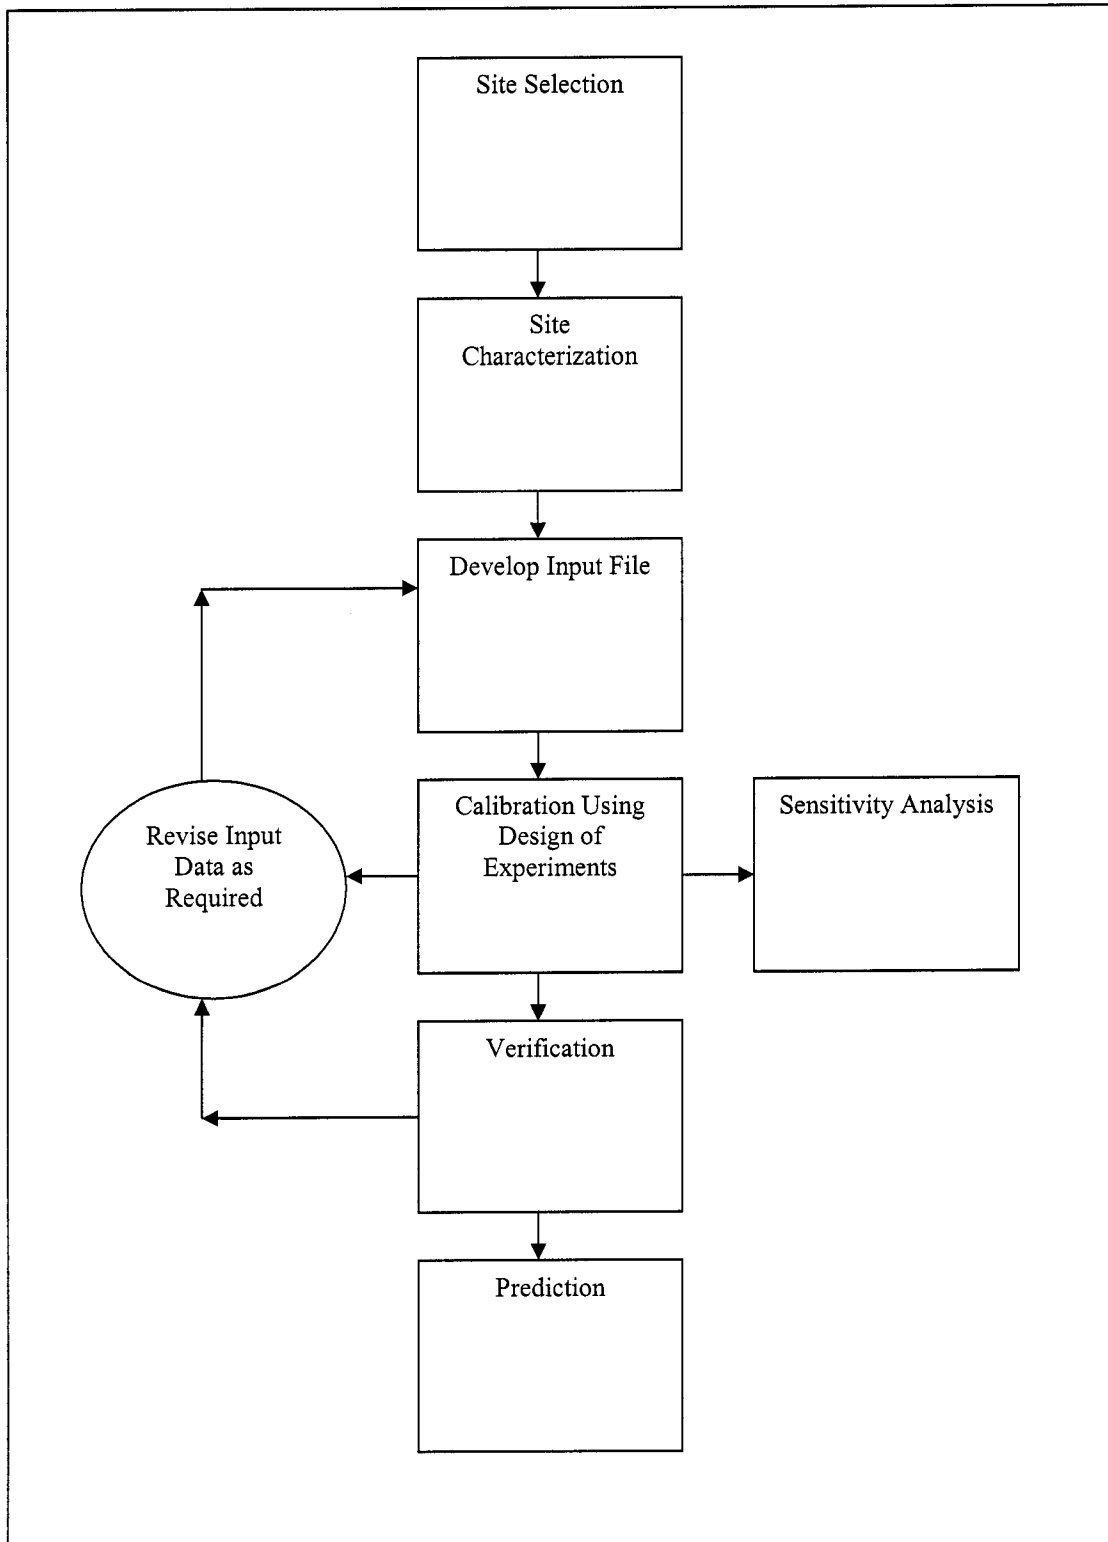 Site Selection
Site
Characterization
Develop Input File
Revise Input
Data as
Required
Calibration Using
Design of
Experiments
Sensitivity Analysis
Verification
Prediction